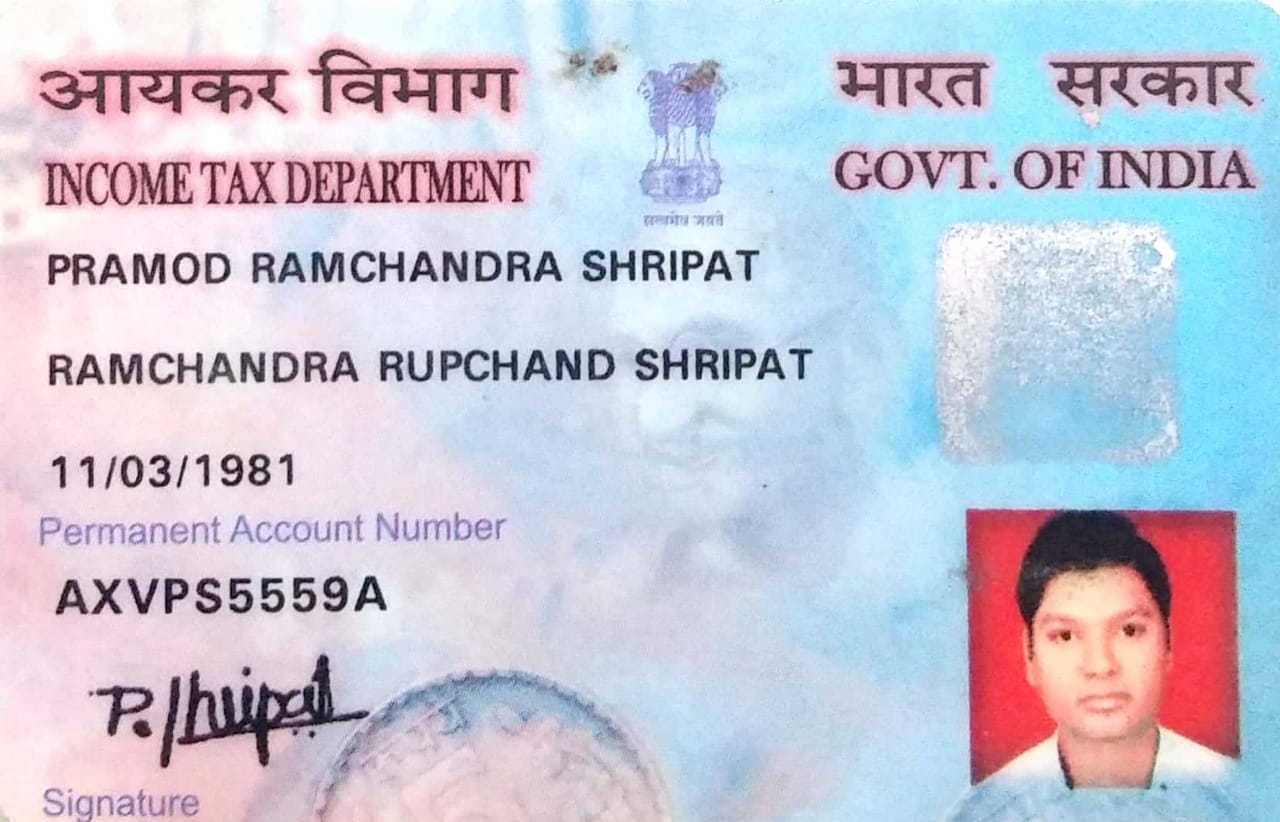 आयकर विभाग
भारत सरकार
INCOME TAX DEPARTMENT
GOVT. OF INDIA
सत्यमेव जयते
PRAMOD RAMCHANDRA SHRIPAT
RAMCHANDRA RUPCHAND SHRIPAT
11/03/1981
Permanent Account Number
AXVPS5559A
P. Shripat
Signature